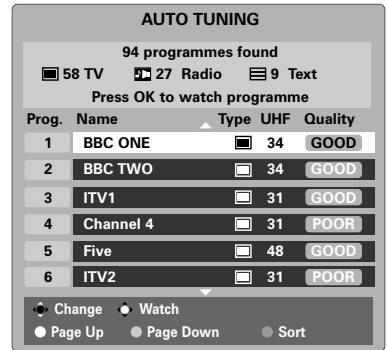 AUTO TUNING
94 programmes found
58 TV 27 Radio 9 Text
Press OK to watch programme
Prog. Name Type UHF Quality
1 BBC ONE 34 GOOD
2 BBC TWO 34 GOOD
3 ITV1 31 GOOD
4 Channel 4 31 POOR
5 Five 48 GOOD
6 ITV2 31 POOR
Change Watch
Page Up Page Down Sort